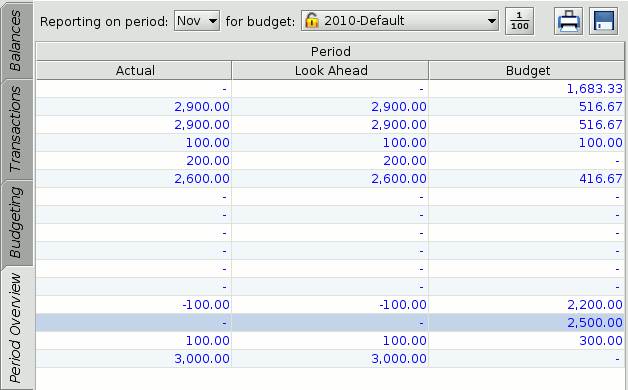 Reporting on period: Nov for budget: 2010-Default 1/100
Period
Actual Look Ahead Budget
- - 1,683.33
2,900.00 2,900.00 516.67
2,900.00 2,900.00 516.67
100.00 100.00 100.00
200.00 200.00 -
2,600.00 2,600.00 416.67
- - -
- - -
- - -
- - -
- - -
- - -
-100.00 -100.00 2,200.00
- - 2,500.00
100.00 100.00 300.00
3,000.00 3,000.00 -
Balances
Transactions
Budgeting
Period Overview